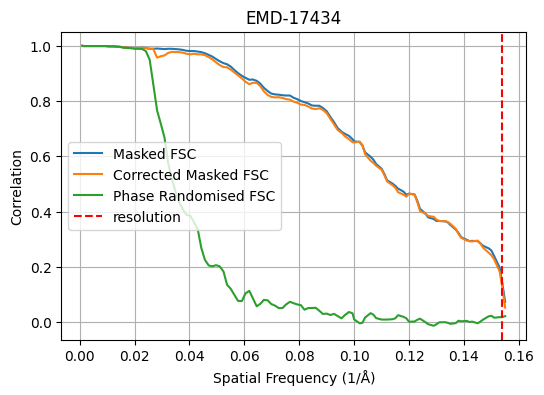 EMD-17434
1.0
0.8
0.6
0.4
0.2
0.0
Correlation
Masked FSC
Corrected Masked FSC
Phase Randomised FSC
resolution
0.00 0.02 0.04 0.06 0.08 0.10 0.12 0.14 0.16
Spatial Frequency (1/Å)